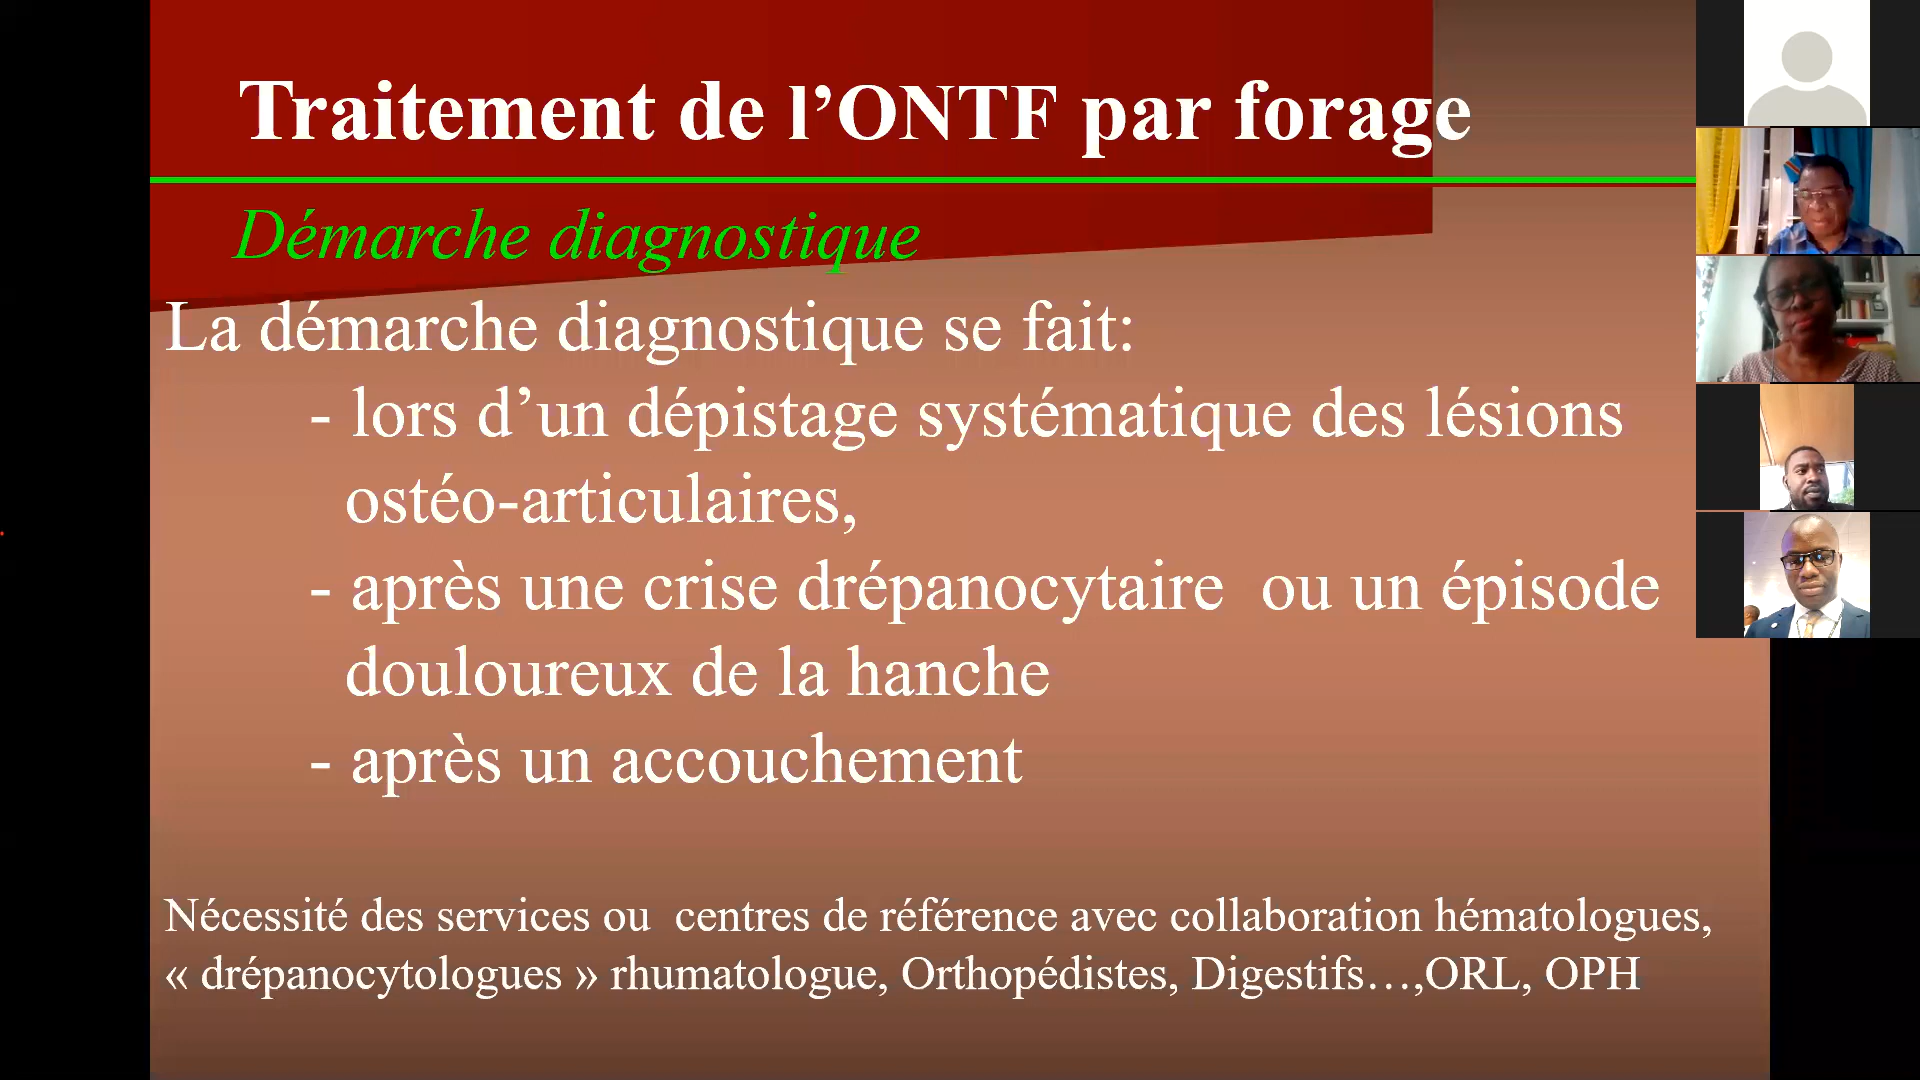 Traitement de l’ONTF par forage
Démarche diagnostique
La démarche diagnostique se fait:
- lors d’un dépistage systématique des lésions
ostéo-articulaires,
- après une crise drépanocytaire  ou un épisode
douloureux de la hanche
- après un accouchement
Nécessité des services ou  centres de référence avec collaboration hématologues,
« drépanocytologues » rhumatologue, Orthopédistes, Digestifs…,ORL, OPH